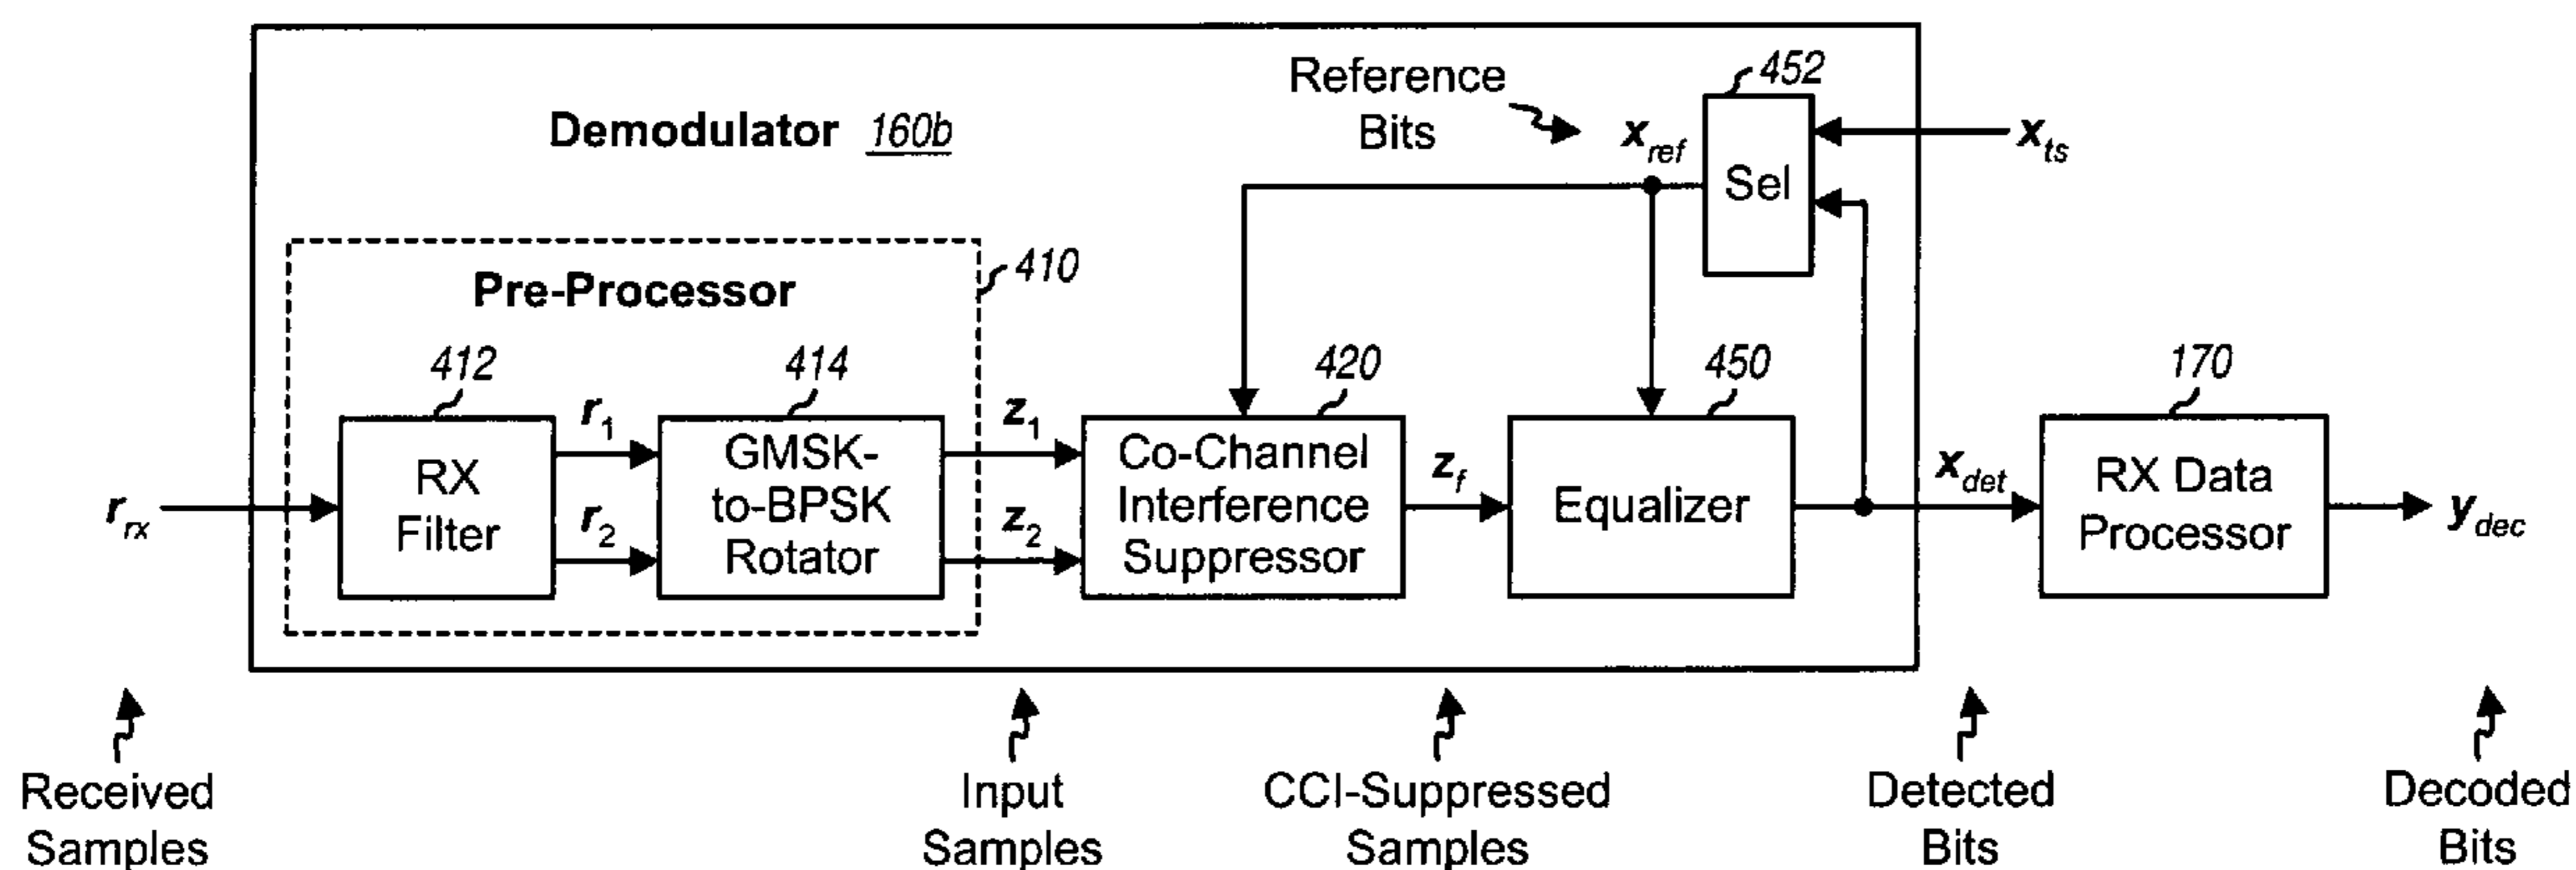 Demodulator 160b
Reference
Bits
x_ref
452
Sel
x_ts
Pre-Processor
410
412
RX
Filter
r_rx
r_1
r_2
414
GMSK-
to-BPSK
Rotator
z_1
z_2
420
Co-Channel
Interference
Suppressor
z_f
450
Equalizer
x_det
170
RX Data
Processor
y_dec
Received
Samples
Input
Samples
CCI-Suppressed
Samples
Detected
Bits
Decoded
Bits